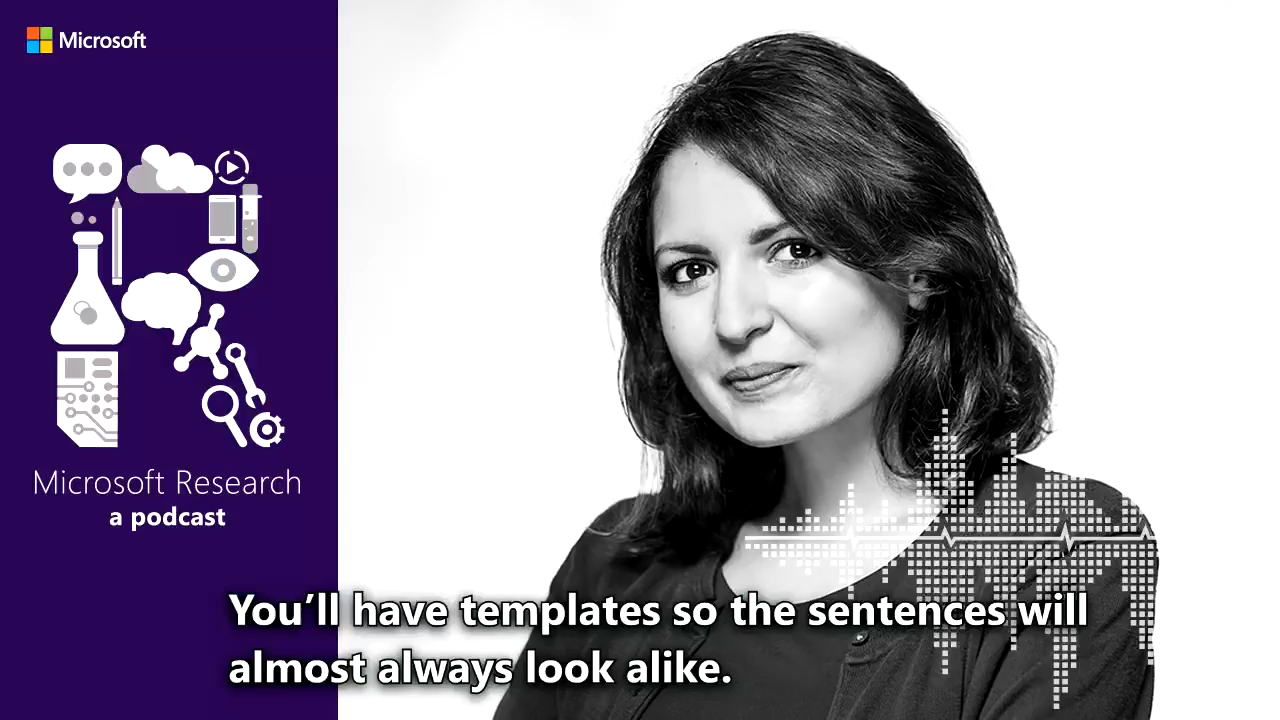 Microsoft
Microsoft Research
a podcast
You’ll have templates so the sentences will
almost always look alike.